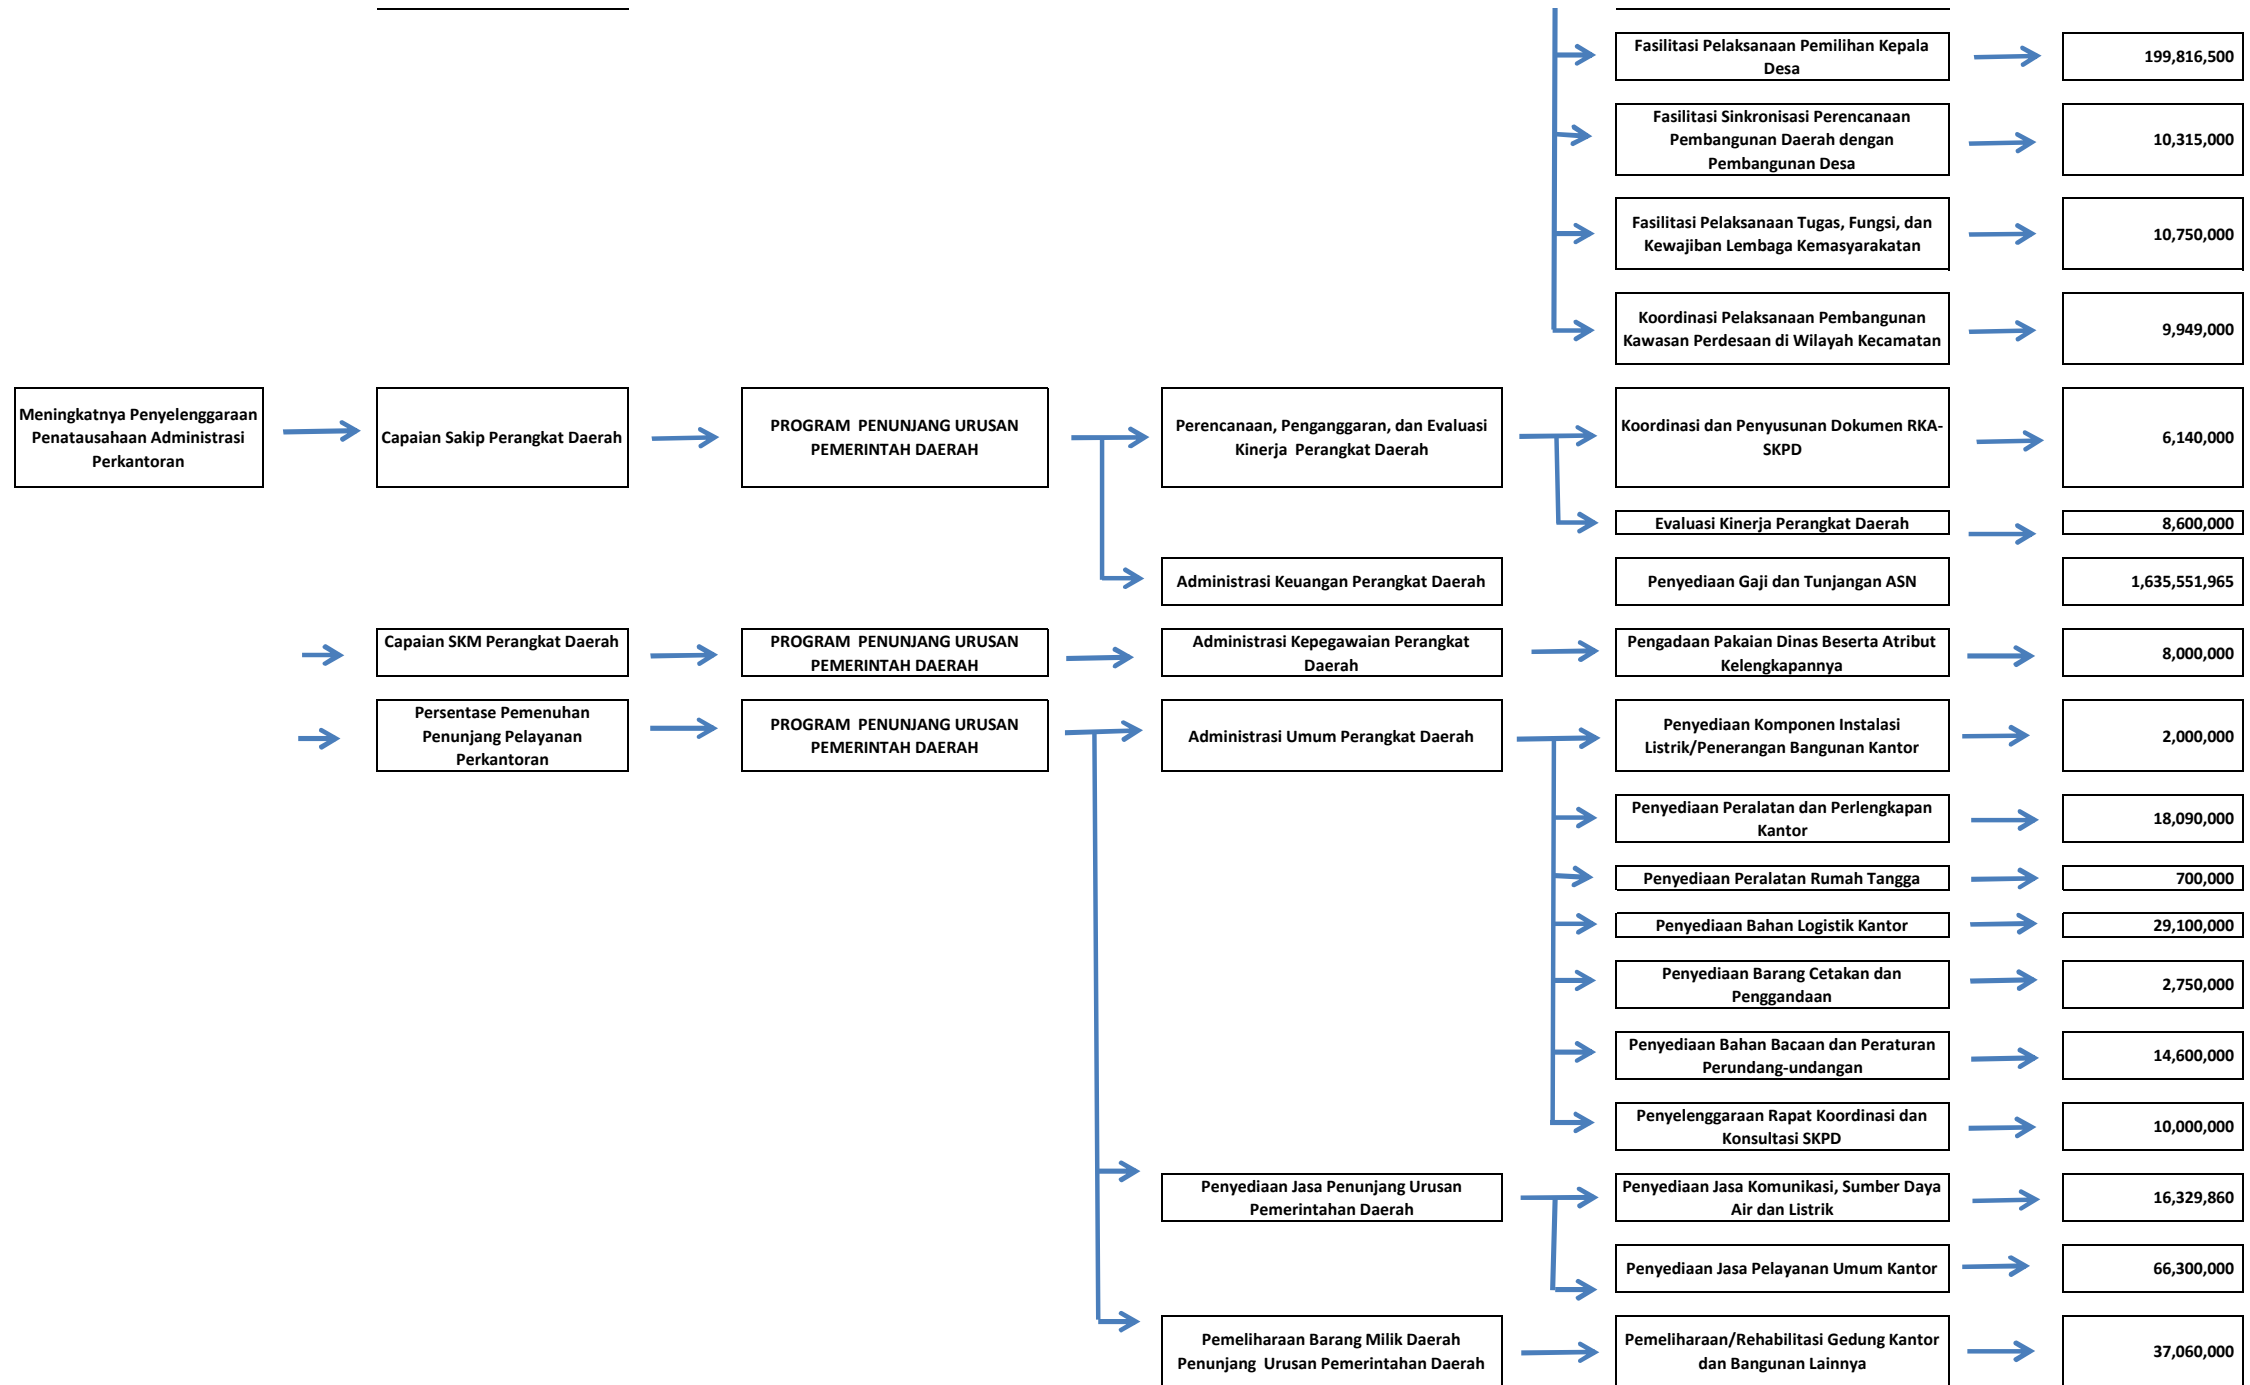 Fasilitasi Pelaksanaan Pemilihan Kepala
Desa
199,816,500
Fasilitasi Sinkronisasi Perencanaan
Pembangunan Daerah dengan
Pembangunan Desa
10,315,000
Fasilitasi Pelaksanaan Tugas, Fungsi, dan
Kewajiban Lembaga Kemasyarakatan
10,750,000
Koordinasi Pelaksanaan Pembangunan
Kawasan Perdesaan di Wilayah Kecamatan
9,949,000
Meningkatnya Penyelenggaraan
Penatausahaan Administrasi
Perkantoran
Capaian Sakip Perangkat Daerah
PROGRAM  PENUNJANG URUSAN
PEMERINTAH DAERAH
Perencanaan, Penganggaran, dan Evaluasi
Kinerja  Perangkat Daerah
Koordinasi dan Penyusunan Dokumen RKA-
SKPD
6,140,000
Evaluasi Kinerja Perangkat Daerah
8,600,000
Administrasi Keuangan Perangkat Daerah
Penyediaan Gaji dan Tunjangan ASN
1,635,551,965
Capaian SKM Perangkat Daerah
PROGRAM  PENUNJANG URUSAN
PEMERINTAH DAERAH
Administrasi Kepegawaian Perangkat
Daerah
Pengadaan Pakaian Dinas Beserta Atribut
Kelengkapannya
8,000,000
Persentase Pemenuhan
Penunjang Pelayanan
Perkantoran
PROGRAM  PENUNJANG URUSAN
PEMERINTAH DAERAH
Administrasi Umum Perangkat Daerah
Penyediaan Komponen Instalasi
Listrik/Penerangan Bangunan Kantor
2,000,000
Penyediaan Peralatan dan Perlengkapan
Kantor
18,090,000
Penyediaan Peralatan Rumah Tangga
700,000
Penyediaan Bahan Logistik Kantor
29,100,000
Penyediaan Barang Cetakan dan
Penggandaan
2,750,000
Penyediaan Bahan Bacaan dan Peraturan
Perundang-undangan
14,600,000
Penyelenggaraan Rapat Koordinasi dan
Konsultasi SKPD
10,000,000
Penyediaan Jasa Penunjang Urusan
Pemerintahan Daerah
Penyediaan Jasa Komunikasi, Sumber Daya
Air dan Listrik
16,329,860
Penyediaan Jasa Pelayanan Umum Kantor
66,300,000
Pemeliharaan Barang Milik Daerah
Penunjang  Urusan Pemerintahan Daerah
Pemeliharaan/Rehabilitasi Gedung Kantor
dan Bangunan Lainnya
37,060,000